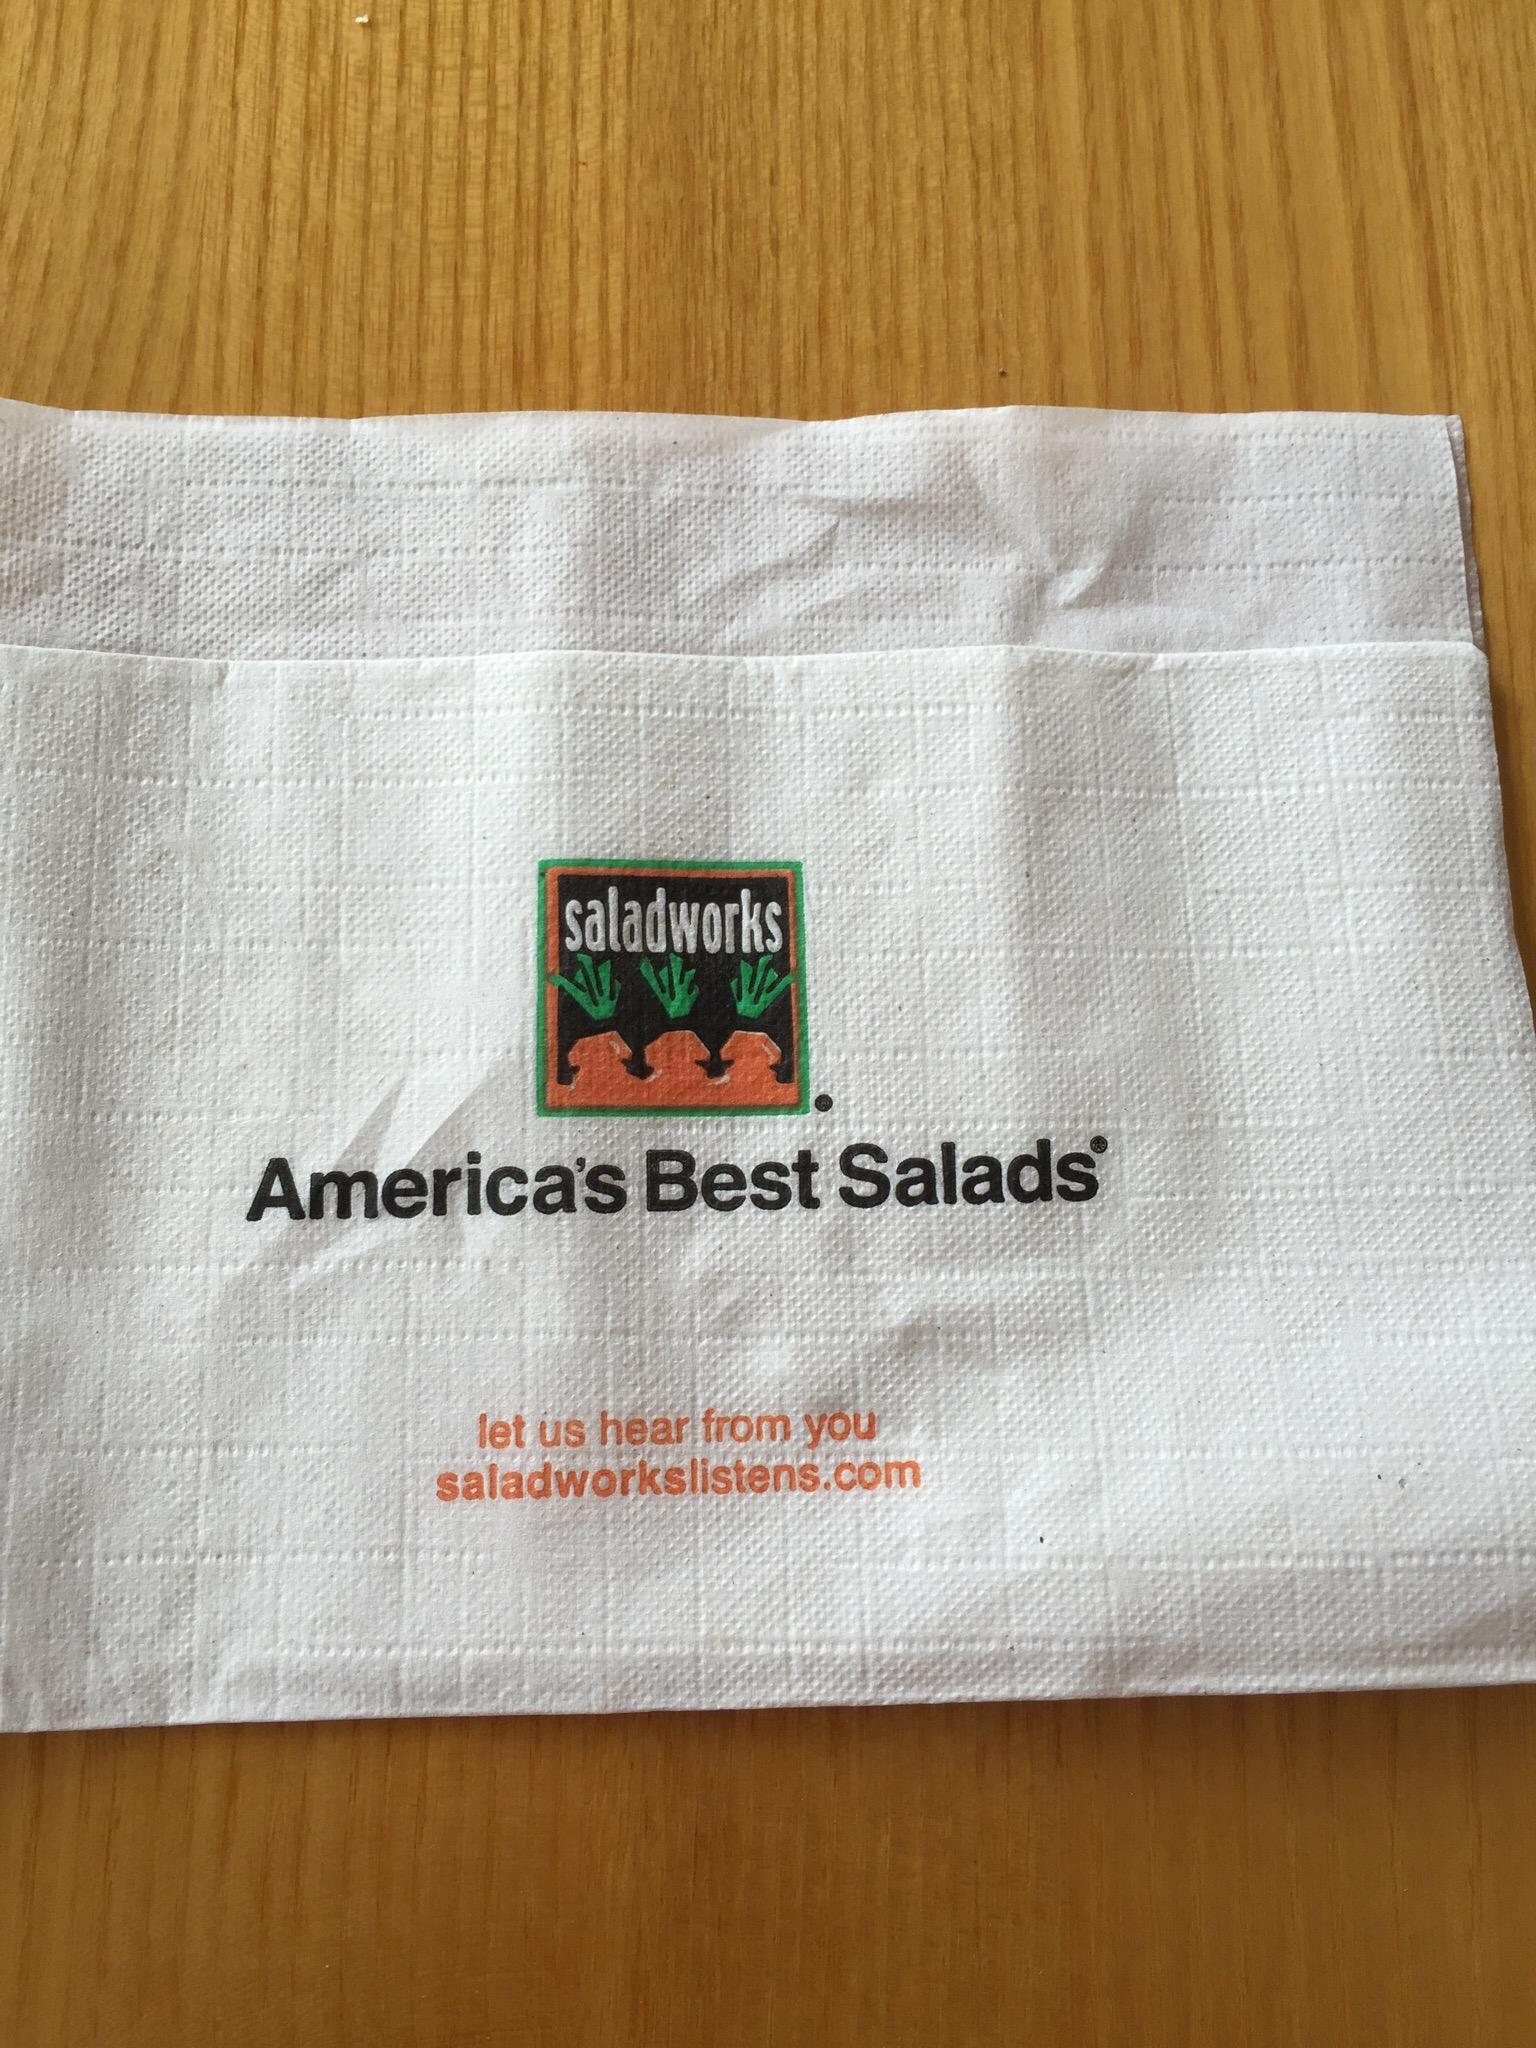 saladworks
America's Best Salads®
let us hear from you
saladworkslistens.com